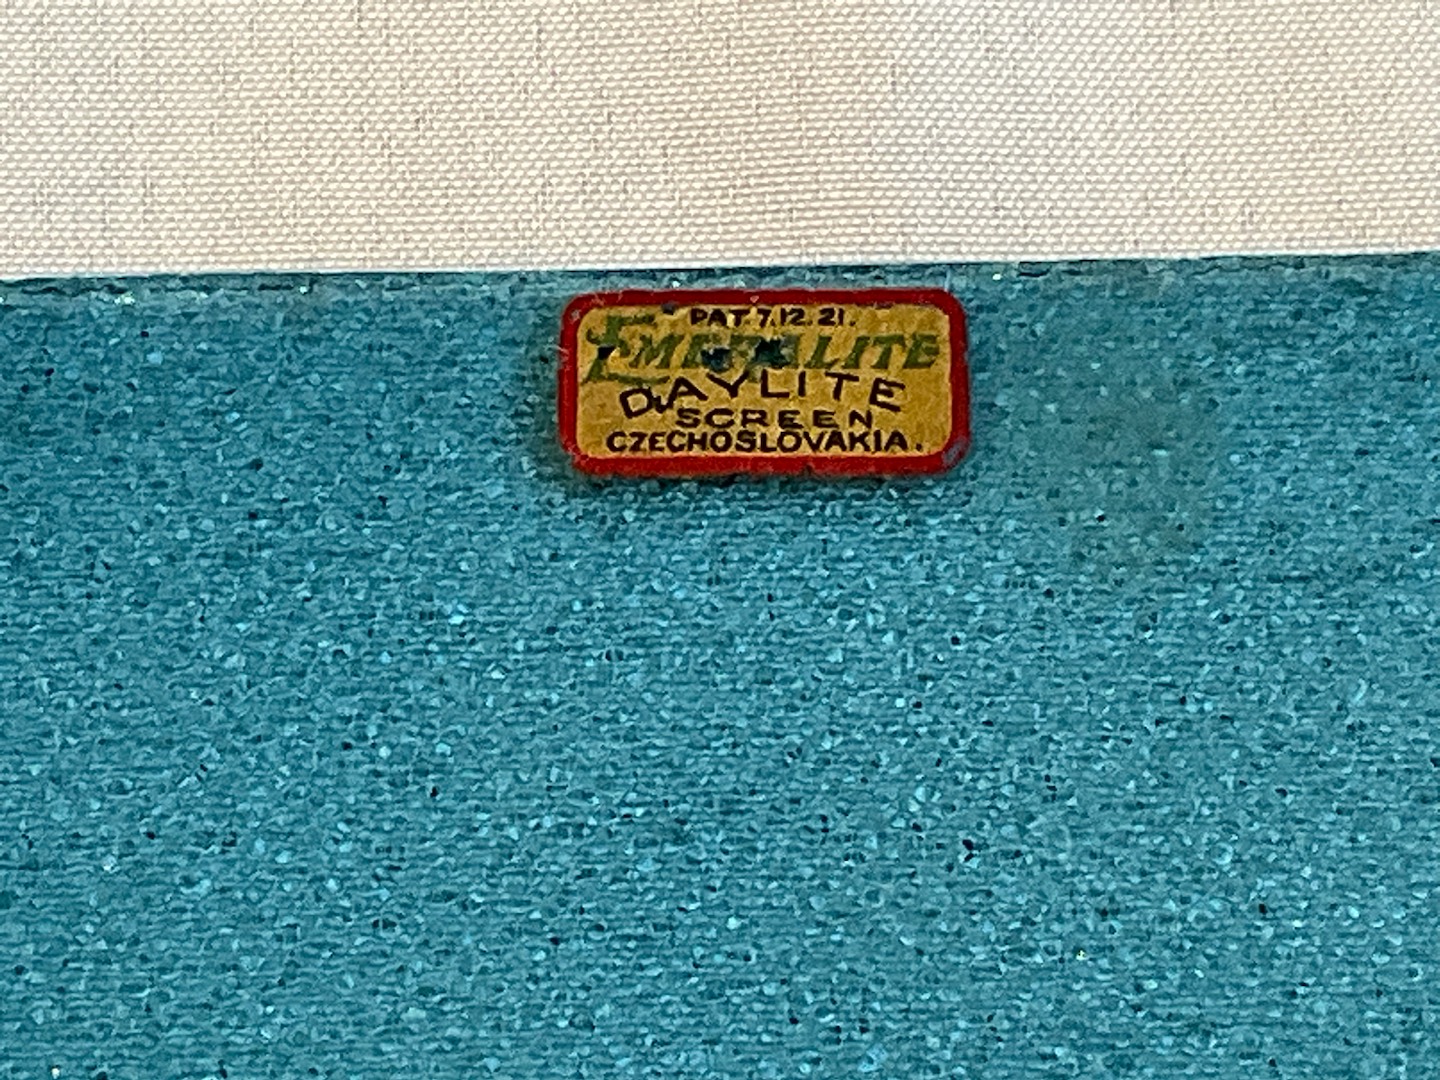 PAT. 7.12.21.
EMERALITE
DAYLITE
SCREEN
CZECHOSLOVAKIA.